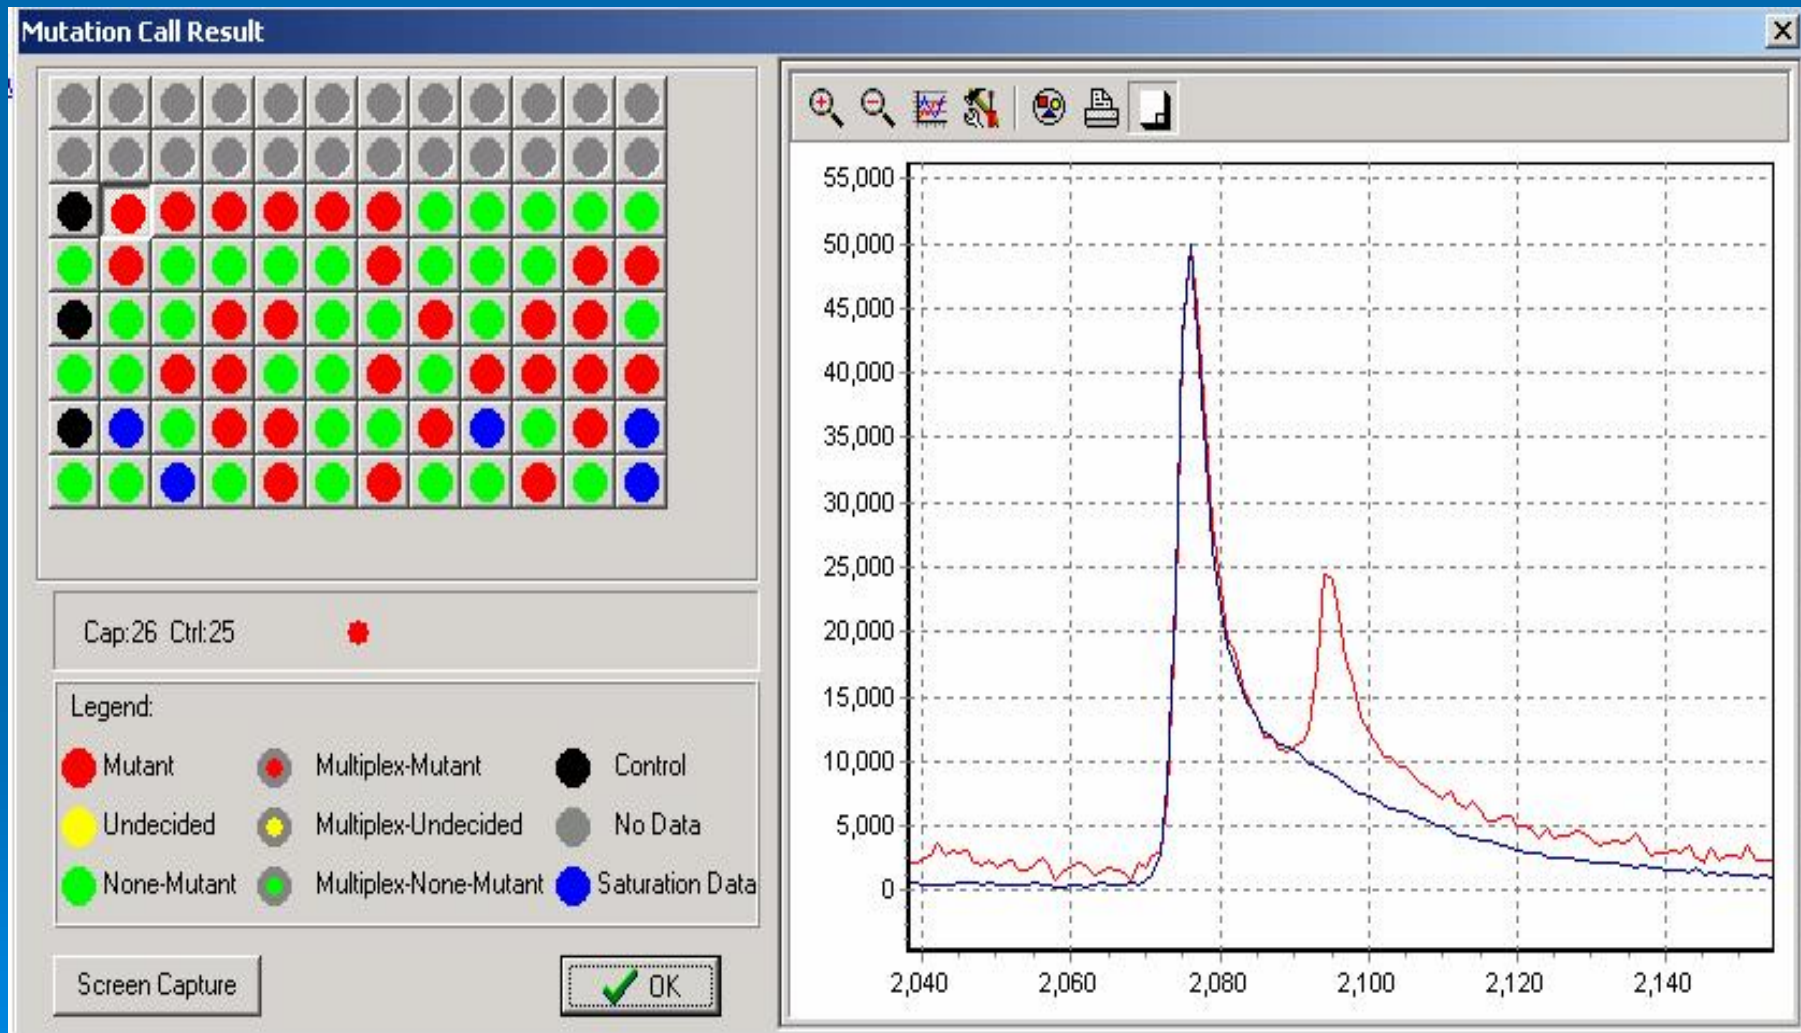 Mutation Call Result
Cap:26 Ctrl:25
Legend:
Mutant Multiplex-Mutant Control
Undecided Multiplex-Undecided No Data
None-Mutant Multiplex-None-Mutant Saturation Data
Screen Capture OK
55,000
50,000
45,000
40,000
35,000
30,000
25,000
20,000
15,000
10,000
5,000
0
2,040 2,060 2,080 2,100 2,120 2,140